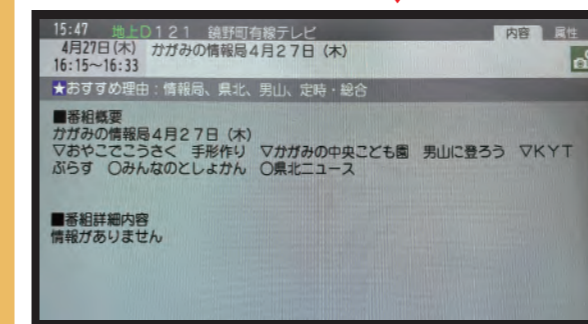 15:47 地上D121 鏡野町有線テレビ 内容 属性
4月27日(木) かがみの情報局4月27日(木)
16:15～16:33
★おすすめ理由:情報局、県北、男山、定時・総合
■番組概要
かがみの情報局4月27日(木)
▽おやこでこうさく 手形作り ▽かがみの中央こども園 男山に登ろう ▽KYT
ぷらす ○みんなのとしょかん ○県北ニュース
■番組詳細内容
情報がありません